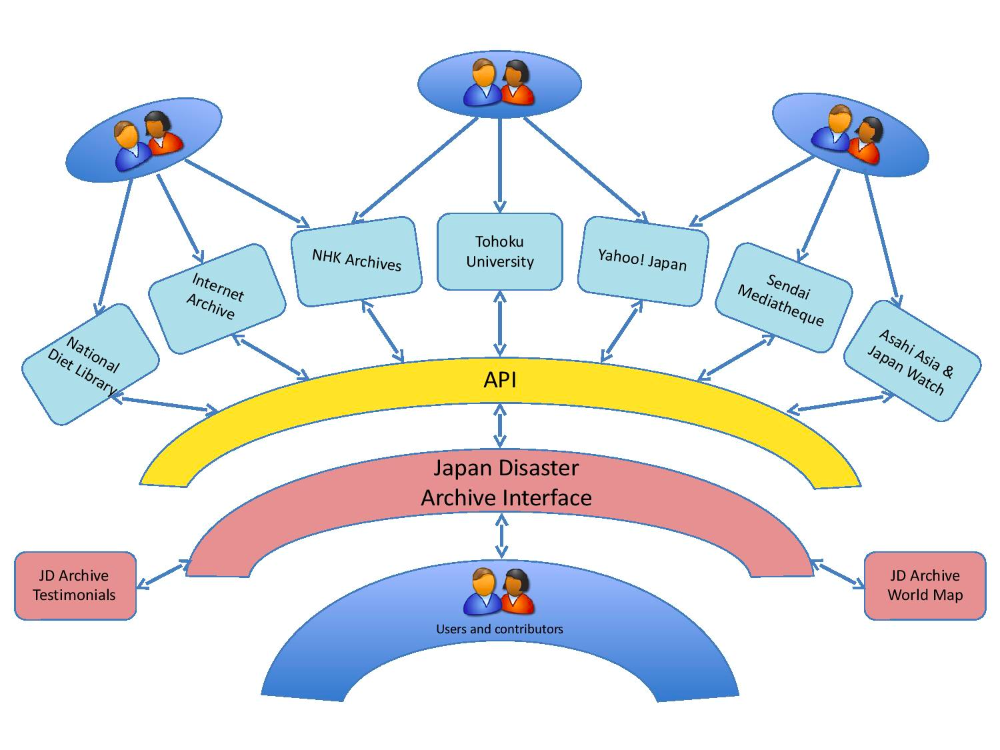 Tohoku
University
NHK Archives
Yahoo! Japan
Internet
Archive
Sendai
Mediatheque
National
Diet Library
Asahi Asia &
Japan Watch
API
Japan Disaster
Archive Interface
JD Archive
Testimonials
JD Archive
World Map
Users and contributors